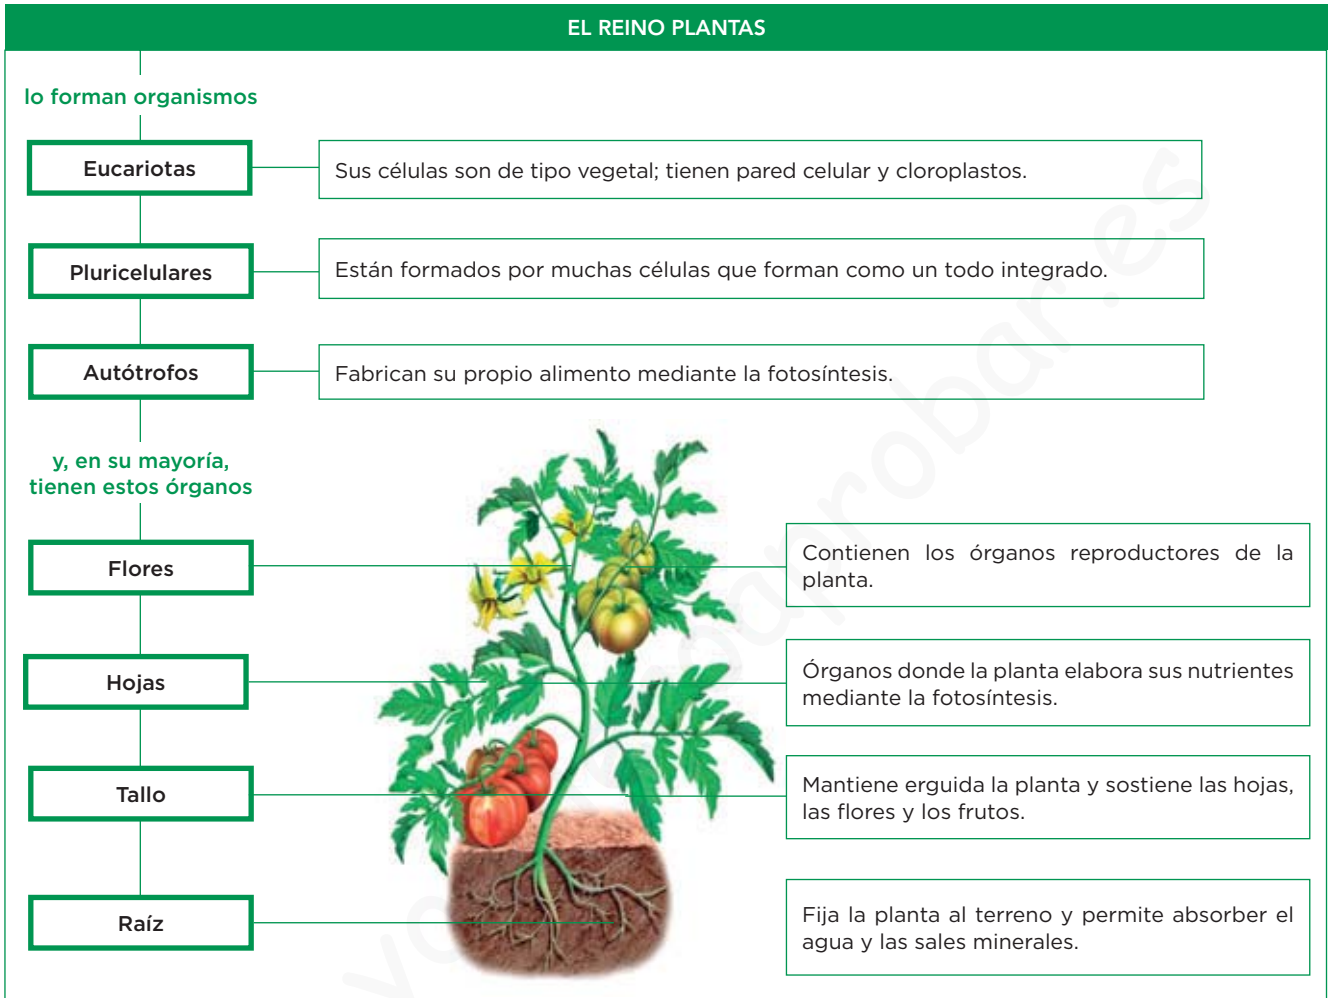 EL REINO PLANTAS
lo forman organismos
Eucariotas
Sus células son de tipo vegetal; tienen pared celular y cloroplastos.
Pluricelulares
Están formados por muchas células que forman como un todo integrado.
Autótrofos
Fabrican su propio alimento mediante la fotosíntesis.
y, en su mayoría,
tienen estos órganos
Flores
Contienen los órganos reproductores de la
planta.
Hojas
Órganos donde la planta elabora sus nutrientes
mediante la fotosíntesis.
Tallo
Mantiene erguida la planta y sostiene las hojas,
las flores y los frutos.
Raíz
Fija la planta al terreno y permite absorber el
agua y las sales minerales.